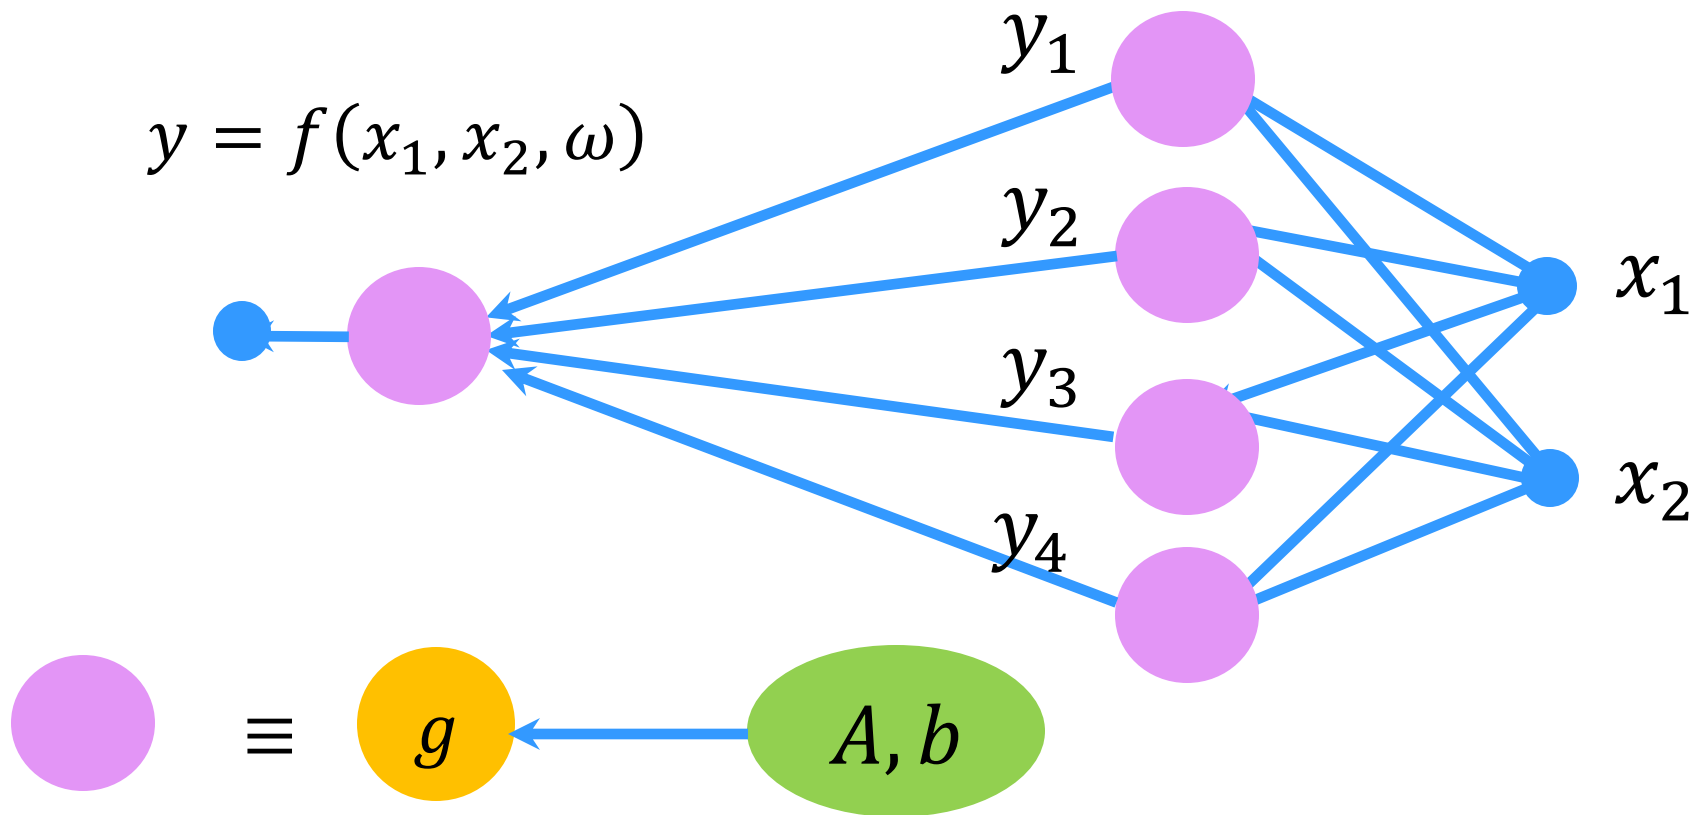 y₁
y = f(x₁, x₂, ω)
y₂
x₁
y₃
x₂
y₄
≡ g A, b